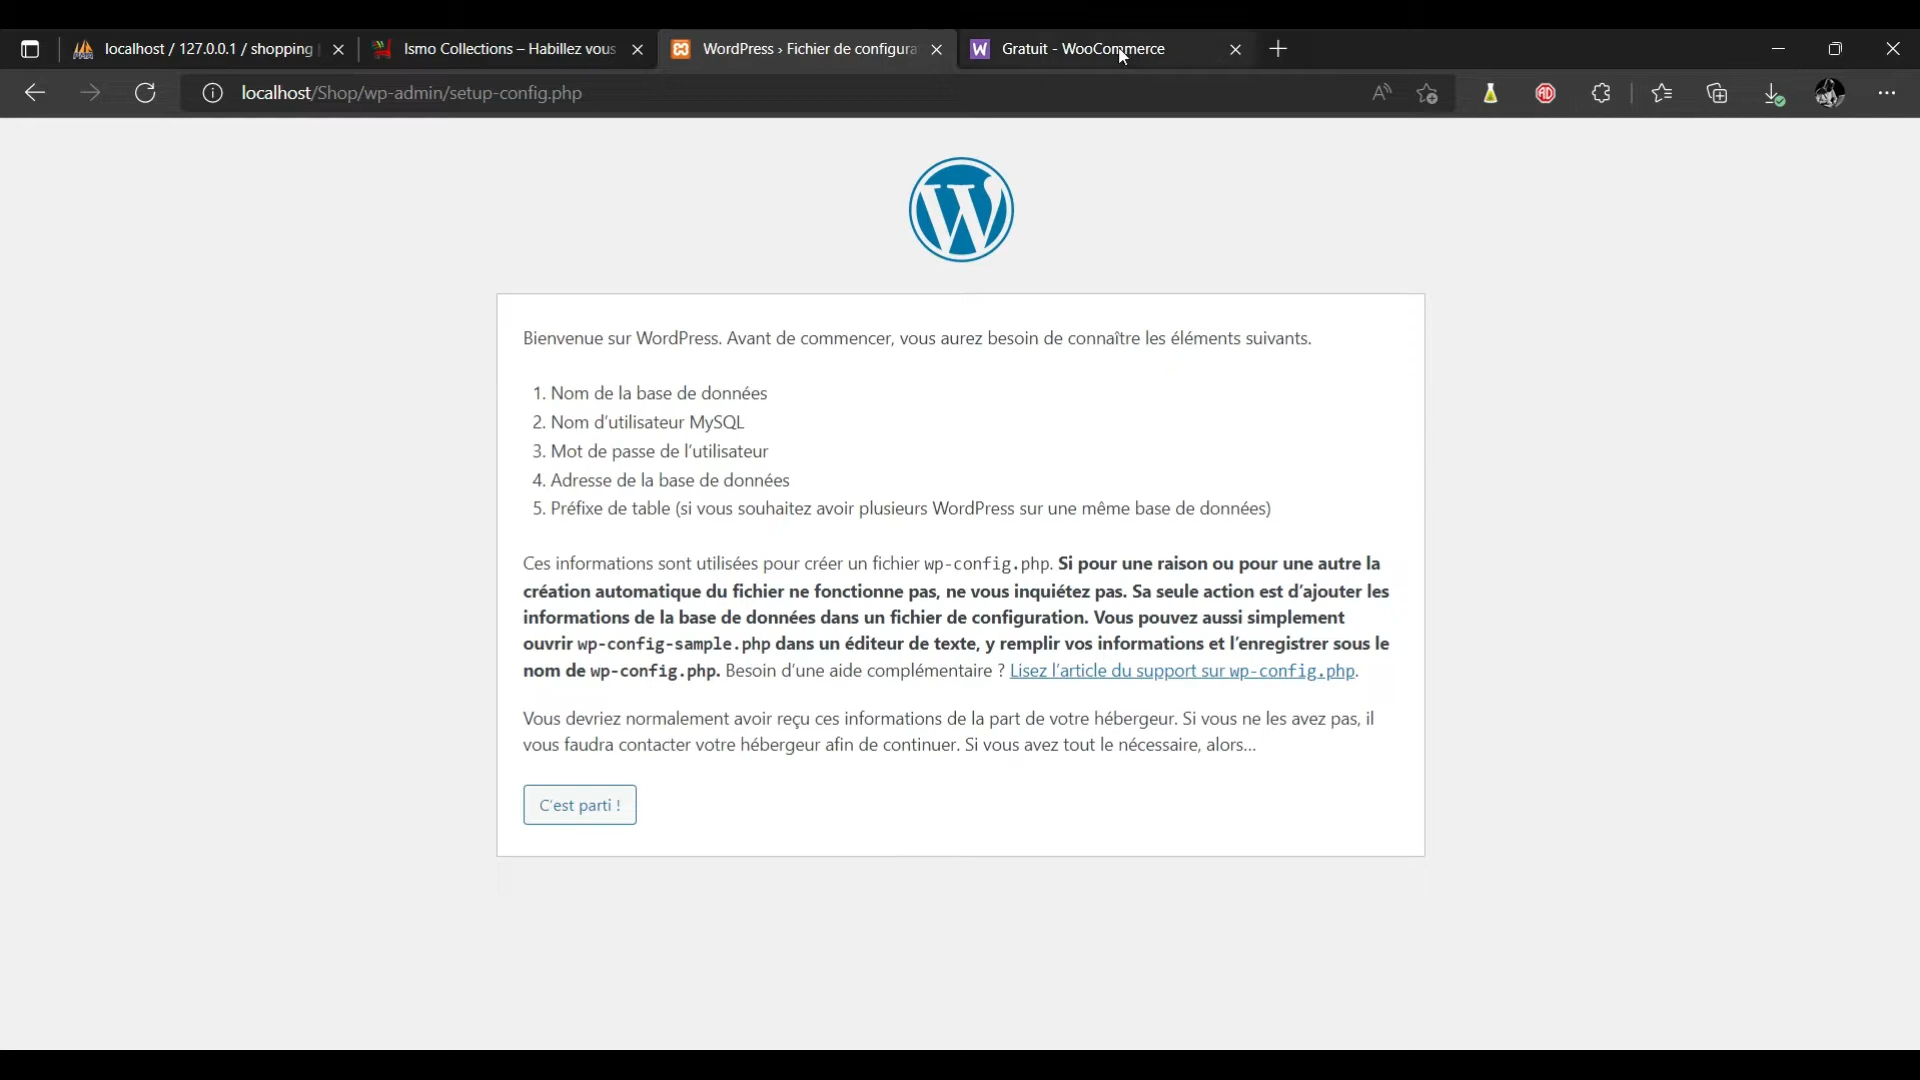 localhost / 127.0.0.1 / shopping
Ismo Collections – Habillez vous
WordPress › Fichier de configura
Gratuit - WooCommerce
localhost/Shop/wp-admin/setup-config.php
Bienvenue sur WordPress. Avant de commencer, vous aurez besoin de connaître les éléments suivants.
1. Nom de la base de données
2. Nom d’utilisateur MySQL
3. Mot de passe de l’utilisateur
4. Adresse de la base de données
5. Préfixe de table (si vous souhaitez avoir plusieurs WordPress sur une même base de données)
Ces informations sont utilisées pour créer un fichier wp-config.php. Si pour une raison ou pour une autre la
création automatique du fichier ne fonctionne pas, ne vous inquiétez pas. Sa seule action est d’ajouter les
informations de la base de données dans un fichier de configuration. Vous pouvez aussi simplement
ouvrir wp-config-sample.php dans un éditeur de texte, y remplir vos informations et l’enregistrer sous le
nom de wp-config.php. Besoin d’une aide complémentaire ? Lisez l’article du support sur wp-config.php.
Vous devriez normalement avoir reçu ces informations de la part de votre hébergeur. Si vous ne les avez pas, il
vous faudra contacter votre hébergeur afin de continuer. Si vous avez tout le nécessaire, alors…
C’est parti !